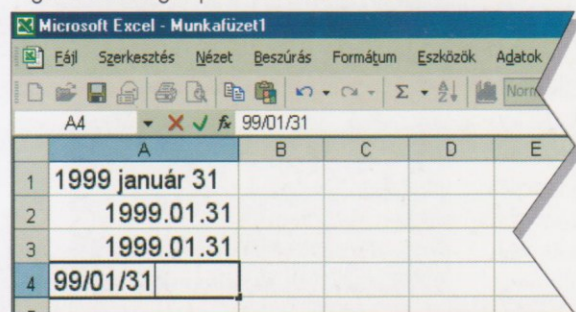 Microsoft Excel - Munkafüzet1
Fájl Szerkesztés Nézet Beszúrás Formátum Eszközök Adatok
Norm
A4 fx 99/01/31
A B C D E
1 1999 január 31
2 1999.01.31
3 1999.01.31
4 99/01/31